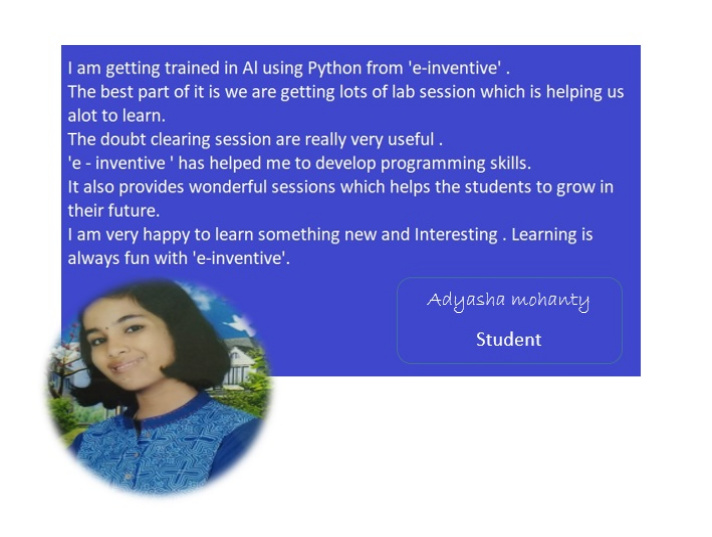 I am getting trained in AI using Python from 'e-inventive' .
The best part of it is we are getting lots of lab session which is helping us
alot to learn.
The doubt clearing session are really very useful .
'e - inventive ' has helped me to develop programming skills.
It also provides wonderful sessions which helps the students to grow in
their future.
I am very happy to learn something new and Interesting . Learning is
always fun with 'e-inventive'.
Adyasha mohanty
Student